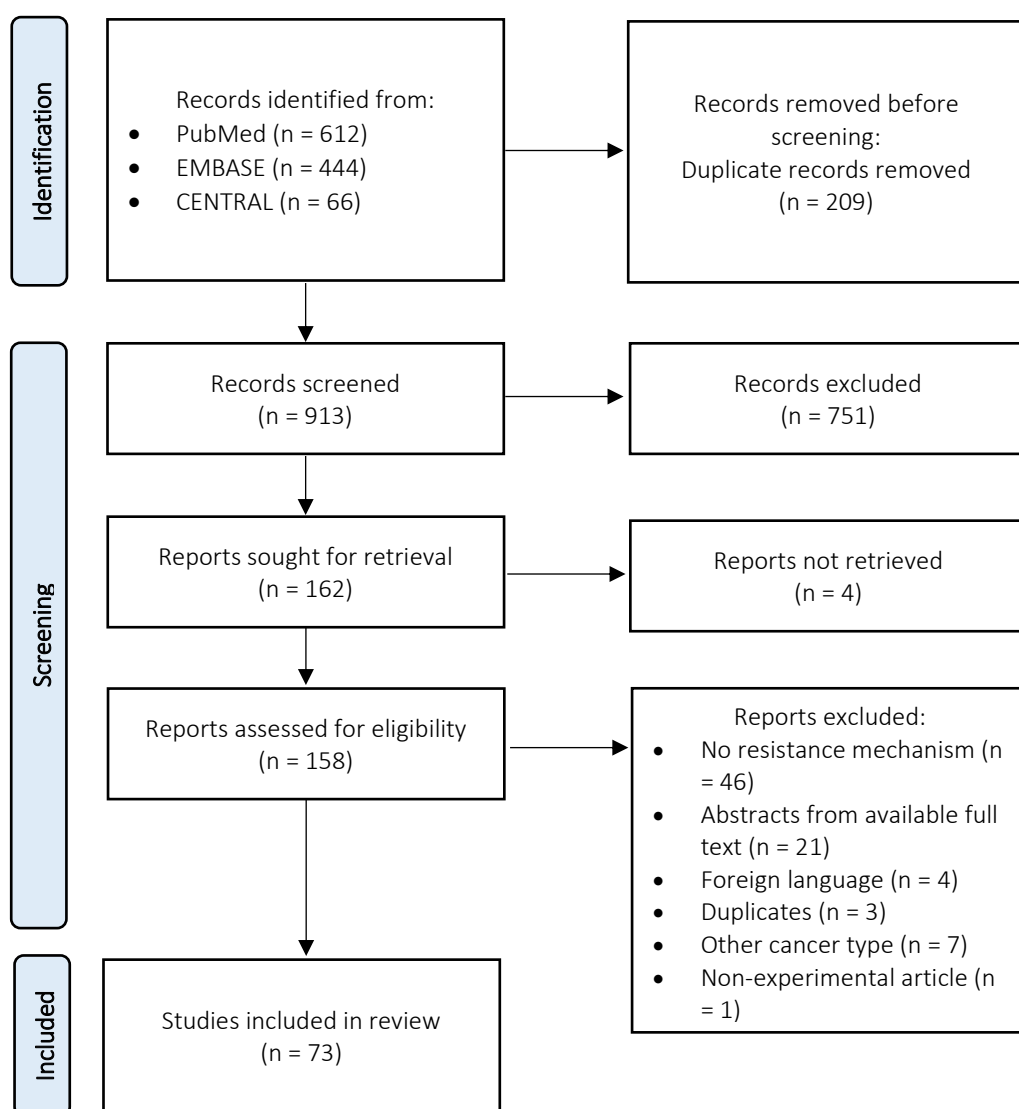 Identification
Records identified from:
• PubMed (n = 612)
• EMBASE (n = 444)
• CENTRAL (n = 66)
Records removed before
screening:
Duplicate records removed
(n = 209)
Screening
Records screened
(n = 913)
Records excluded
(n = 751)
Reports sought for retrieval
(n = 162)
Reports not retrieved
(n = 4)
Reports assessed for eligibility
(n = 158)
Reports excluded:
• No resistance mechanism (n
= 46)
• Abstracts from available full
text (n = 21)
• Foreign language (n = 4)
• Duplicates (n = 3)
• Other cancer type (n = 7)
• Non-experimental article (n
= 1)
Included
Studies included in review
(n = 73)